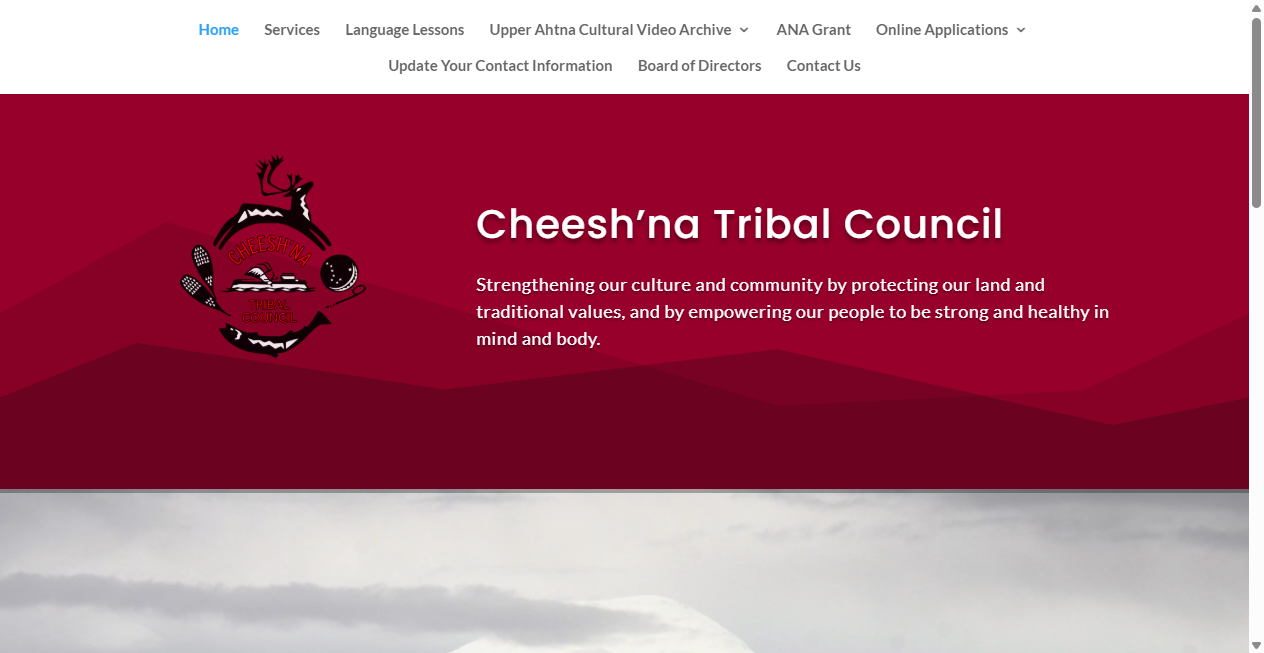 Home Services Language Lessons Upper Ahtna Cultural Video Archive ANA Grant Online Applications
Update Your Contact Information Board of Directors Contact Us
CHEESH'NA
TRIBAL
COUNCIL
Cheesh’na Tribal Council
Strengthening our culture and community by protecting our land and
traditional values, and by empowering our people to be strong and healthy in
mind and body.